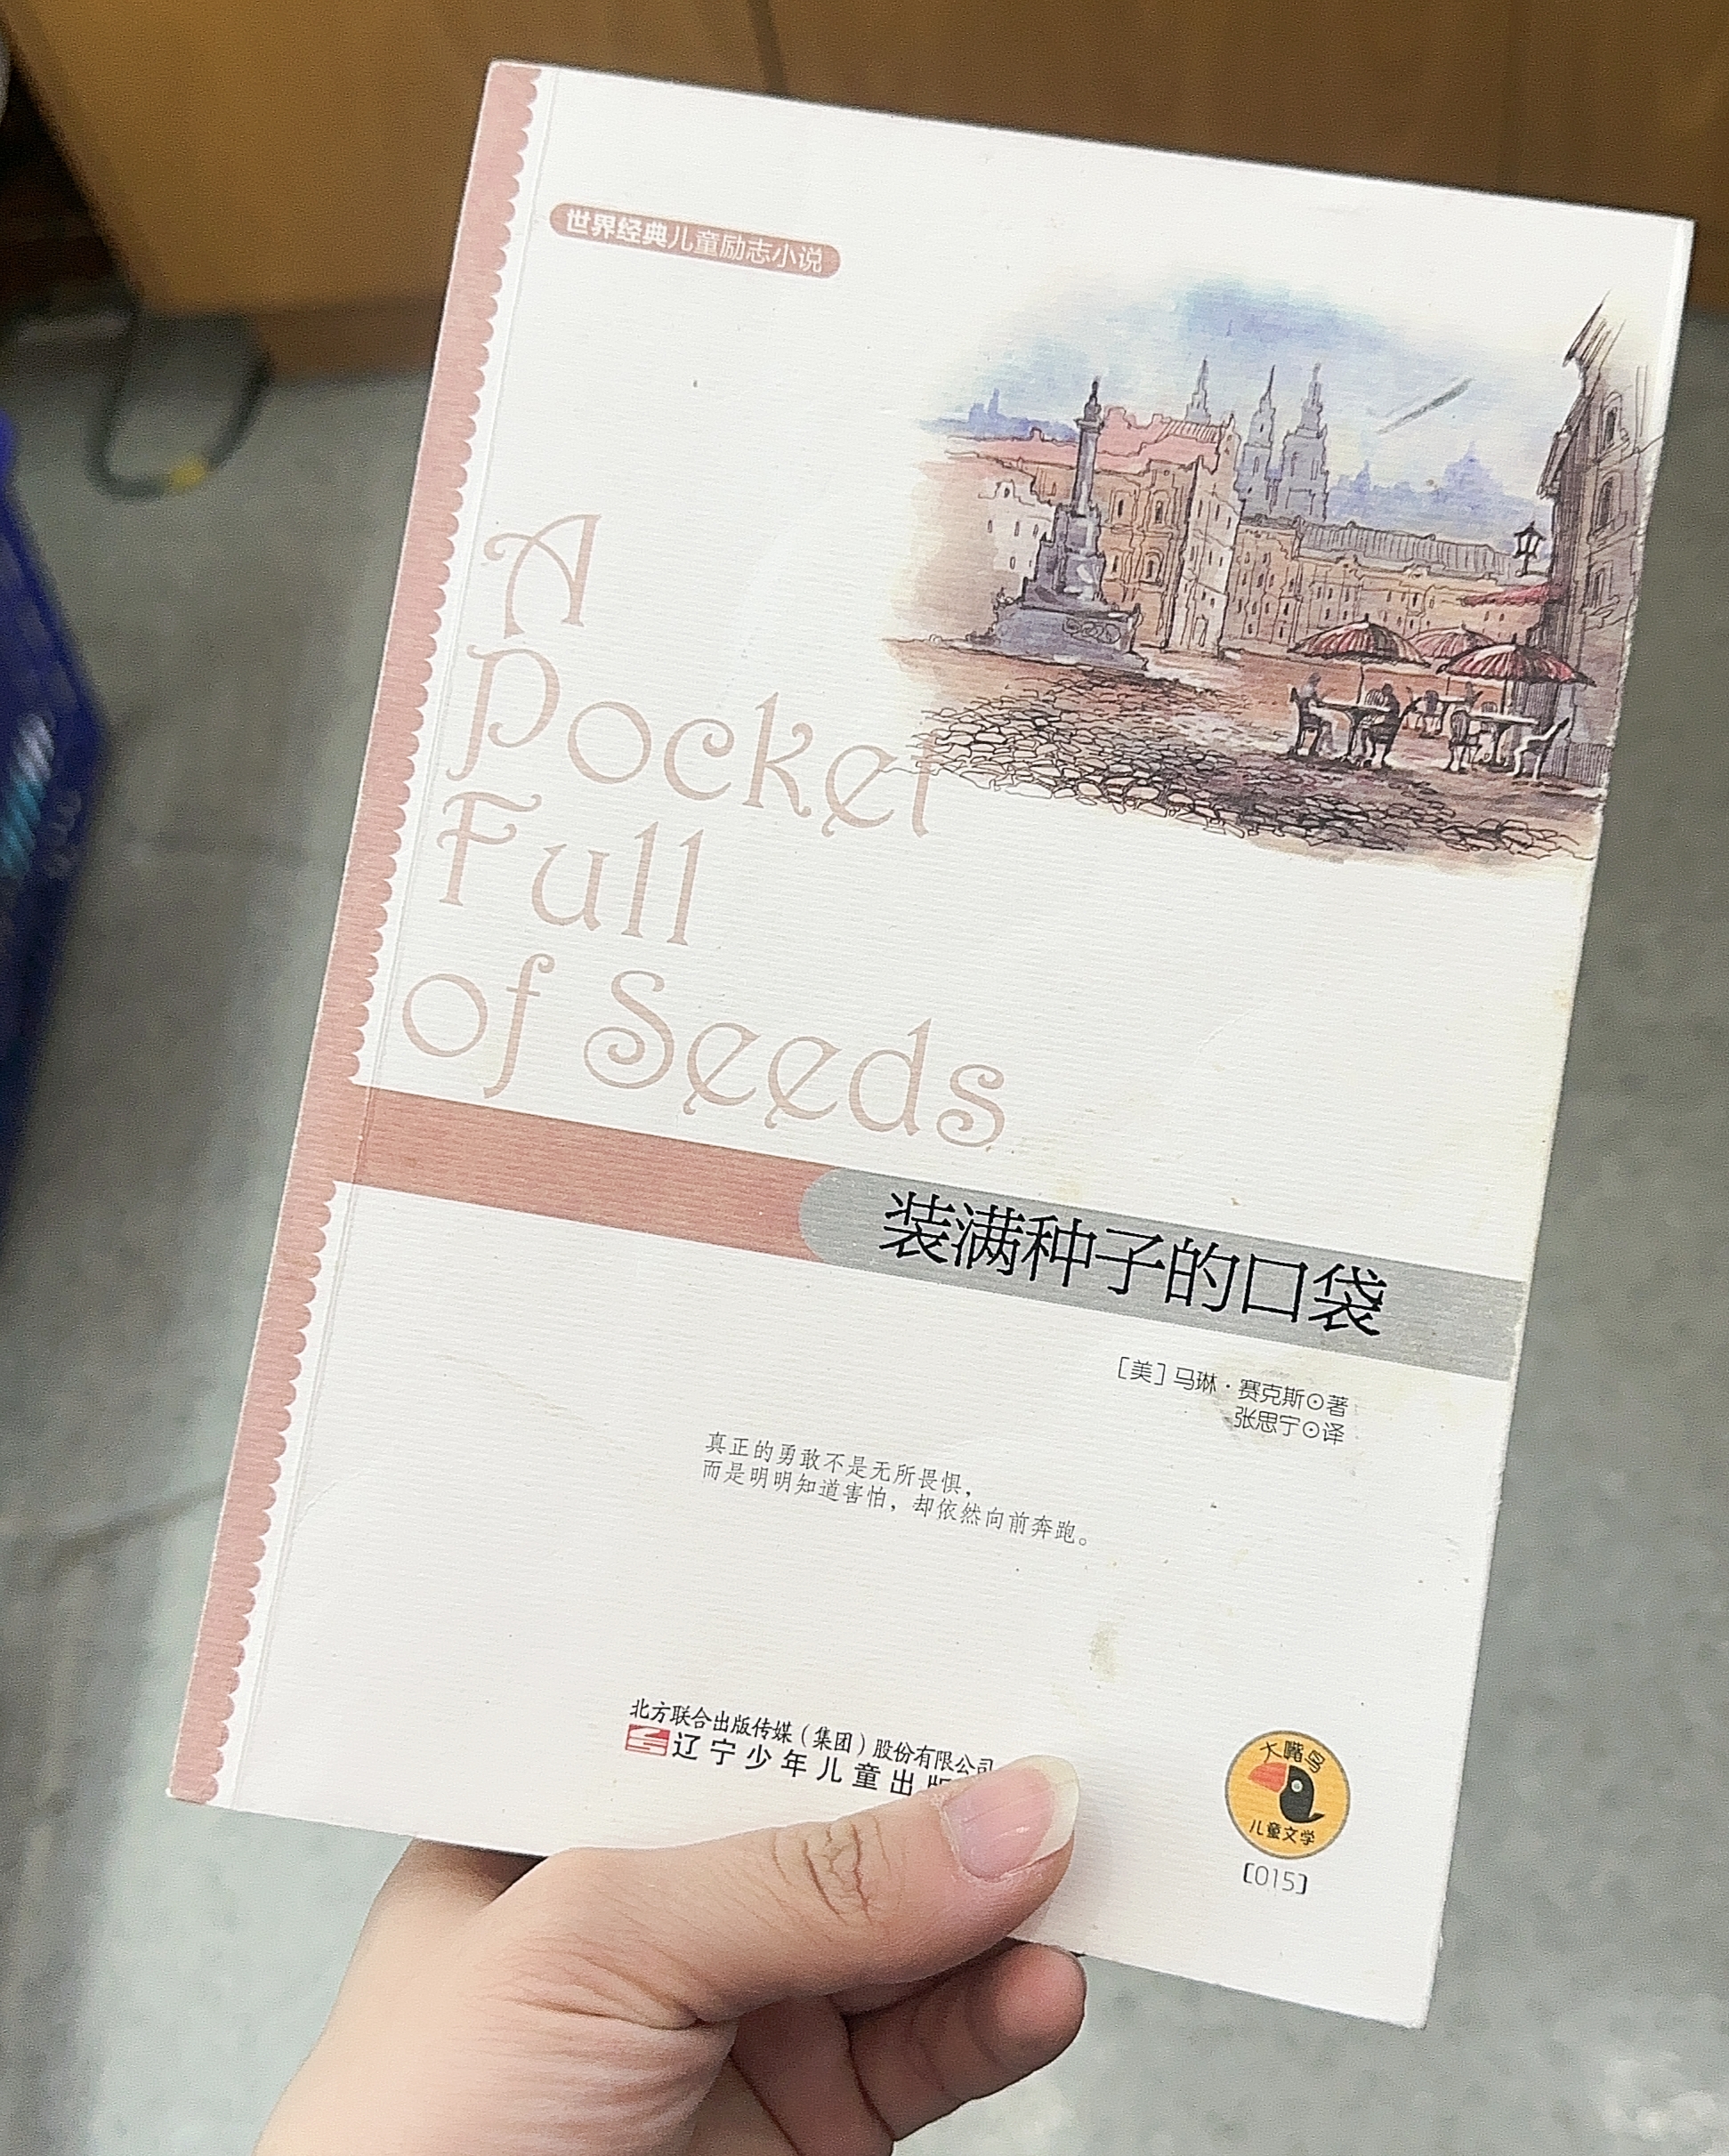 世界经典儿童励志小说
A
Pocket
Full
of Seeds
装满种子的口袋
[美] 马琳·赛克斯⊙著
张思宁⊙译
真正的勇敢不是无所畏惧，
而是明明知道害怕，却依然向前奔跑。
北方联合出版传媒（集团）股份有限公司
辽宁少年儿童出版
大嘴鸟
儿童文学
[015]